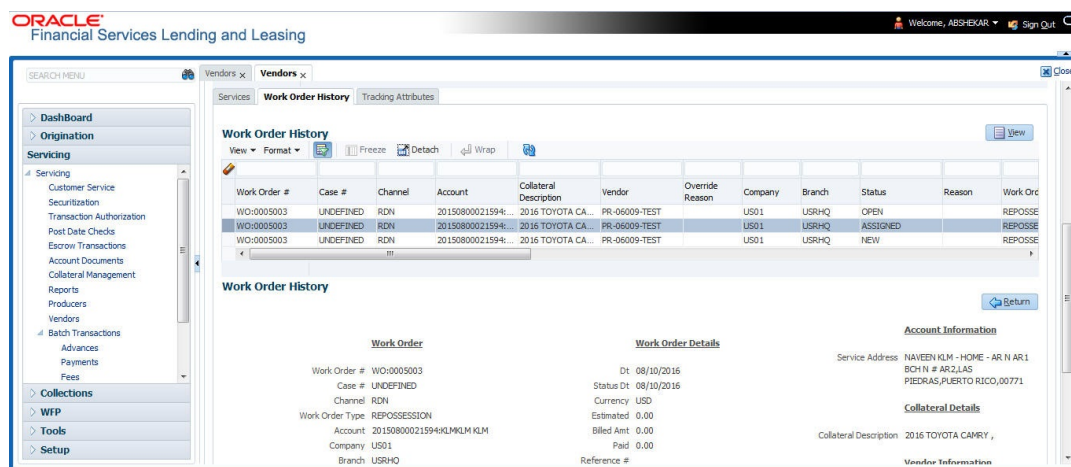 ORACLE
Financial Services Lending and Leasing
Welcome, ABSHEKAR Sign Out
SEARCH MENU
Vendors x Vendors x
Close
Services Work Order History Tracking Attributes
DashBoard
Origination
Servicing
Servicing
Customer Service
Securitization
Transaction Authorization
Post Date Checks
Escrow Transactions
Account Documents
Collateral Management
Reports
Producers
Vendors
Batch Transactions
Advances
Payments
Fees
Collections
WFP
Tools
Setup
Work Order History
View
View Format Freeze Detach Wrap
Work Order # Case # Channel Account Collateral Description Vendor Override Reason Company Branch Status Reason Work Ord
WO:0005003 UNDEFINED RDN 20150800021594:... 2016 TOYOTA CA... PR-06009-TEST US01 USRHQ OPEN REPOSSE
WO:0005003 UNDEFINED RDN 20150800021594:... 2016 TOYOTA CA... PR-06009-TEST US01 USRHQ ASSIGNED REPOSSE
WO:0005003 UNDEFINED RDN 20150800021594:... 2016 TOYOTA CA... PR-06009-TEST US01 USRHQ NEW REPOSSE
Work Order History
Return
Work Order
Work Order # WO:0005003
Case # UNDEFINED
Channel RDN
Work Order Type REPOSSESSION
Account 20150800021594:KLMKLM KLM
Company US01
Branch USRHQ
Work Order Details
Dt 08/10/2016
Status Dt 08/10/2016
Currency USD
Estimated 0.00
Billed Amt 0.00
Paid 0.00
Reference #
Account Information
Service Address NAVEEN KLM - HOME - AR N AR1
BCH N # AR2,LAS
PIEDRAS,PUERTO RICO,00771
Collateral Details
Collateral Description 2016 TOYOTA CAMRY ,
Vendor Information